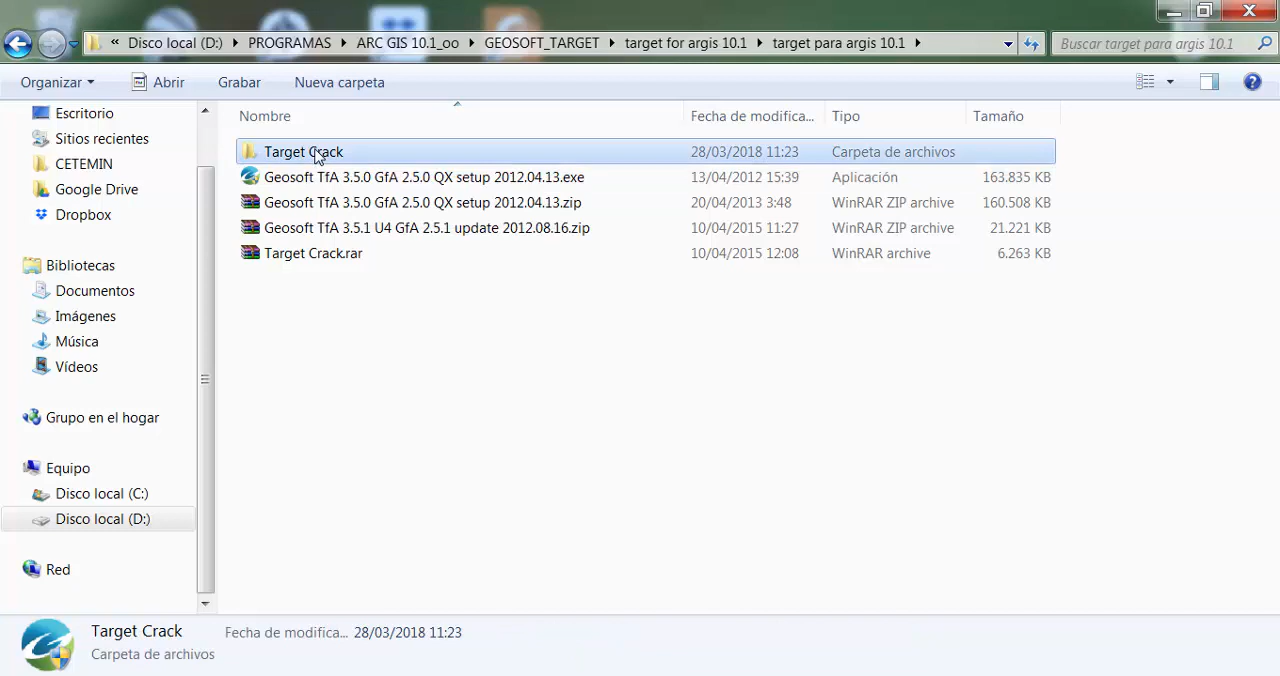 « Disco local (D:) PROGRAMAS ARC GIS 10.1_oo GEOSOFT_TARGET target for argis 10.1 target para argis 10.1 Buscar target para argis 10.1
Organizar Abrir Grabar Nueva carpeta
Escritorio
Sitios recientes
CETEMIN
Google Drive
Dropbox
Bibliotecas
Documentos
Imágenes
Música
Vídeos
Grupo en el hogar
Equipo
Disco local (C:)
Disco local (D:)
Red
Nombre Fecha de modifica... Tipo Tamaño
Target Crack 28/03/2018 11:23 Carpeta de archivos
Geosoft TfA 3.5.0 GfA 2.5.0 QX setup 2012.04.13.exe 13/04/2012 15:39 Aplicación 163.835 KB
Geosoft TfA 3.5.0 GfA 2.5.0 QX setup 2012.04.13.zip 20/04/2013 3:48 WinRAR ZIP archive 160.508 KB
Geosoft TfA 3.5.1 U4 GfA 2.5.1 update 2012.08.16.zip 10/04/2015 11:27 WinRAR ZIP archive 21.221 KB
Target Crack.rar 10/04/2015 12:08 WinRAR archive 6.263 KB
Target Crack Fecha de modifica... 28/03/2018 11:23
Carpeta de archivos